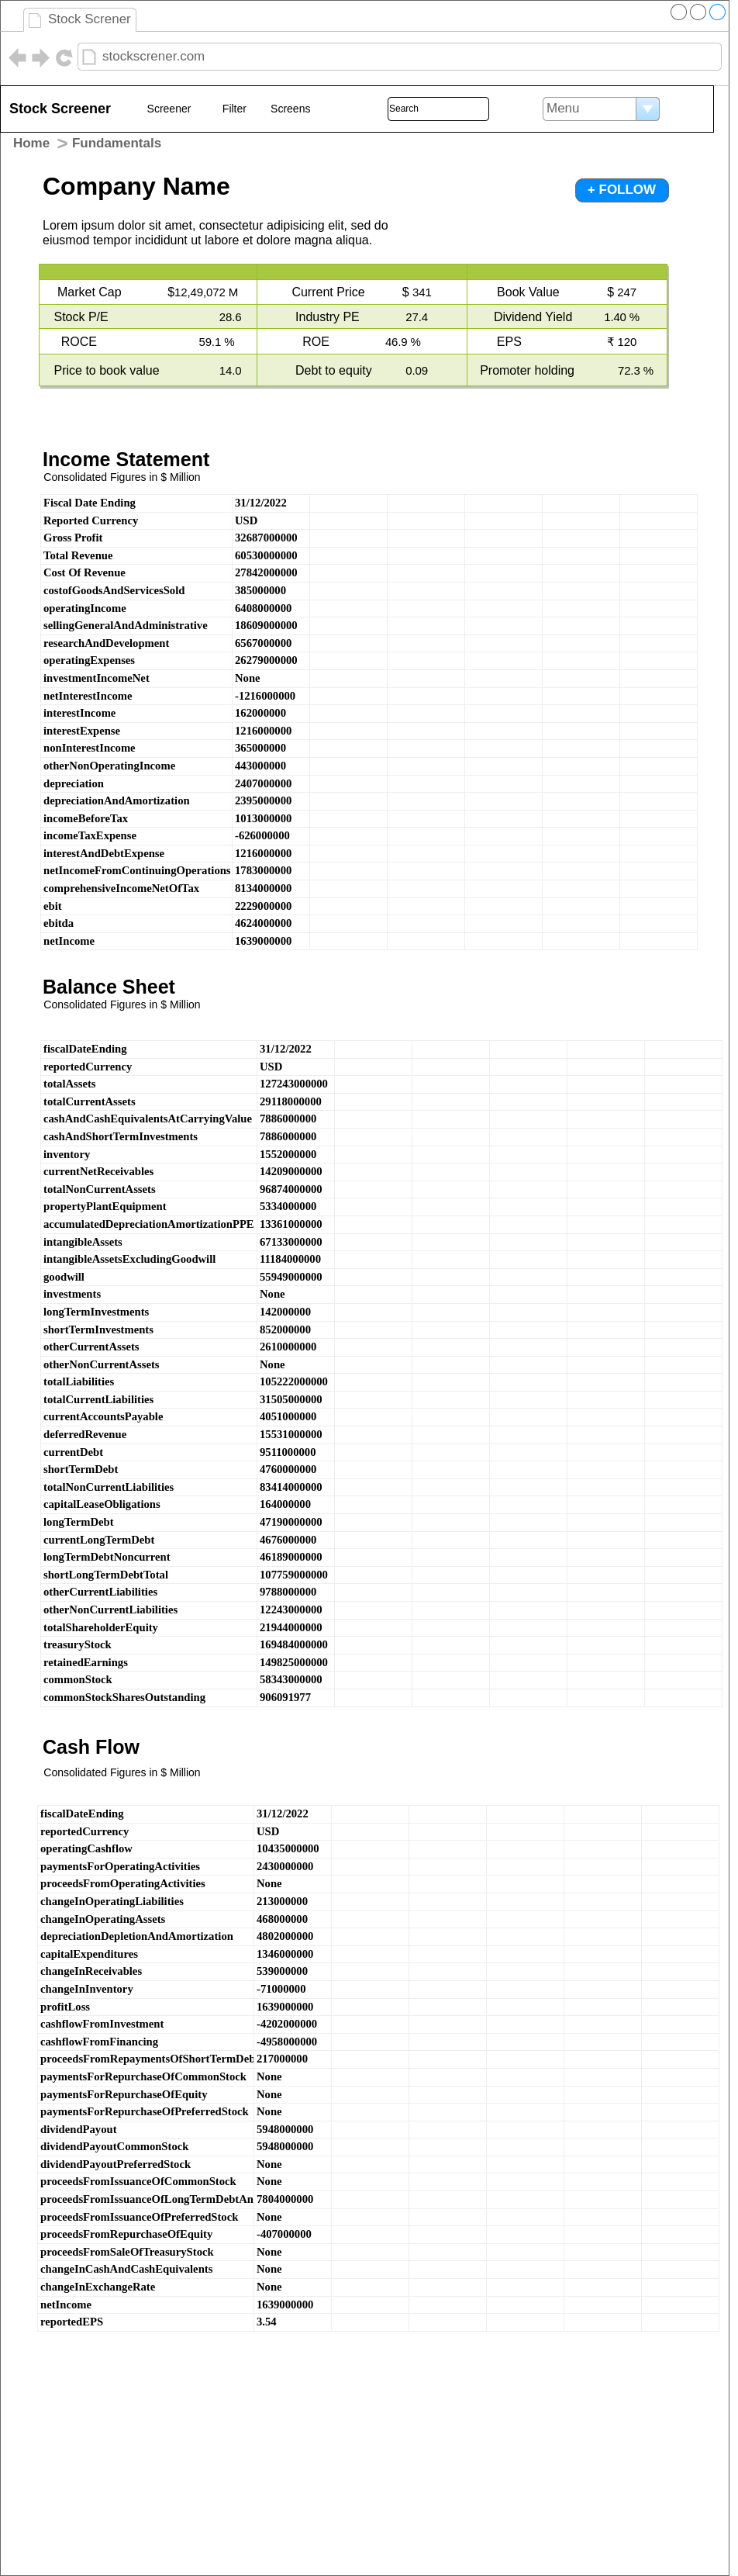 Stock Screner
stockscrener.com
Stock Screener Screener Filter Screens Search Menu
Home > Fundamentals
Company Name + FOLLOW
Lorem ipsum dolor sit amet, consectetur adipisicing elit, sed do
eiusmod tempor incididunt ut labore et dolore magna aliqua.
Market Cap $12,49,072 M Current Price $ 341 Book Value $ 247
Stock P/E 28.6 Industry PE 27.4 Dividend Yield 1.40 %
ROCE 59.1 % ROE 46.9 % EPS ₹ 120
Price to book value 14.0 Debt to equity 0.09 Promoter holding 72.3 %
Income Statement
Consolidated Figures in $ Million
Fiscal Date Ending 31/12/2022
Reported Currency USD
Gross Profit 32687000000
Total Revenue 60530000000
Cost Of Revenue 27842000000
costofGoodsAndServicesSold 385000000
operatingIncome 6408000000
sellingGeneralAndAdministrative 18609000000
researchAndDevelopment 6567000000
operatingExpenses 26279000000
investmentIncomeNet None
netInterestIncome -1216000000
interestIncome 162000000
interestExpense 1216000000
nonInterestIncome 365000000
otherNonOperatingIncome 443000000
depreciation 2407000000
depreciationAndAmortization 2395000000
incomeBeforeTax 1013000000
incomeTaxExpense -626000000
interestAndDebtExpense 1216000000
netIncomeFromContinuingOperations 1783000000
comprehensiveIncomeNetOfTax 8134000000
ebit 2229000000
ebitda 4624000000
netIncome 1639000000
Balance Sheet
Consolidated Figures in $ Million
fiscalDateEnding 31/12/2022
reportedCurrency USD
totalAssets 127243000000
totalCurrentAssets 29118000000
cashAndCashEquivalentsAtCarryingValue 7886000000
cashAndShortTermInvestments 7886000000
inventory 1552000000
currentNetReceivables 14209000000
totalNonCurrentAssets 96874000000
propertyPlantEquipment 5334000000
accumulatedDepreciationAmortizationPPE 13361000000
intangibleAssets 67133000000
intangibleAssetsExcludingGoodwill 11184000000
goodwill 55949000000
investments None
longTermInvestments 142000000
shortTermInvestments 852000000
otherCurrentAssets 2610000000
otherNonCurrentAssets None
totalLiabilities 105222000000
totalCurrentLiabilities 31505000000
currentAccountsPayable 4051000000
deferredRevenue 15531000000
currentDebt 9511000000
shortTermDebt 4760000000
totalNonCurrentLiabilities 83414000000
capitalLeaseObligations 164000000
longTermDebt 47190000000
currentLongTermDebt 4676000000
longTermDebtNoncurrent 46189000000
shortLongTermDebtTotal 107759000000
otherCurrentLiabilities 9788000000
otherNonCurrentLiabilities 12243000000
totalShareholderEquity 21944000000
treasuryStock 169484000000
retainedEarnings 149825000000
commonStock 58343000000
commonStockSharesOutstanding 906091977
Cash Flow
Consolidated Figures in $ Million
fiscalDateEnding 31/12/2022
reportedCurrency USD
operatingCashflow 10435000000
paymentsForOperatingActivities 2430000000
proceedsFromOperatingActivities None
changeInOperatingLiabilities 213000000
changeInOperatingAssets 468000000
depreciationDepletionAndAmortization 4802000000
capitalExpenditures 1346000000
changeInReceivables 539000000
changeInInventory -71000000
profitLoss 1639000000
cashflowFromInvestment -4202000000
cashflowFromFinancing -4958000000
proceedsFromRepaymentsOfShortTermDeb 217000000
paymentsForRepurchaseOfCommonStock None
paymentsForRepurchaseOfEquity None
paymentsForRepurchaseOfPreferredStock None
dividendPayout 5948000000
dividendPayoutCommonStock 5948000000
dividendPayoutPreferredStock None
proceedsFromIssuanceOfCommonStock None
proceedsFromIssuanceOfLongTermDebtAn 7804000000
proceedsFromIssuanceOfPreferredStock None
proceedsFromRepurchaseOfEquity -407000000
proceedsFromSaleOfTreasuryStock None
changeInCashAndCashEquivalents None
changeInExchangeRate None
netIncome 1639000000
reportedEPS 3.54